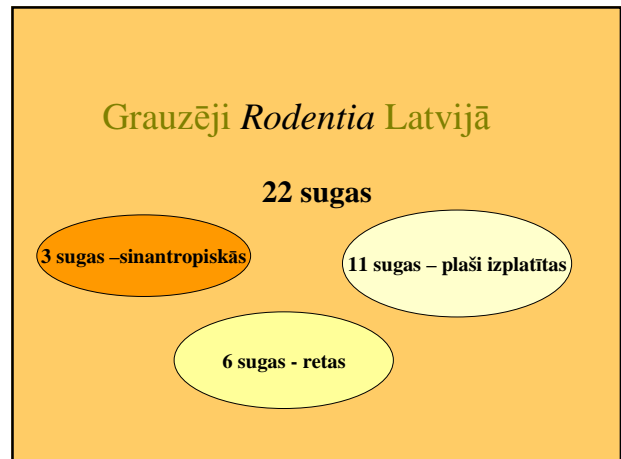 Grauzēji Rodentia Latvijā
22 sugas
3 sugas –sinantropiskās
11 sugas – plaši izplatītas
6 sugas - retas